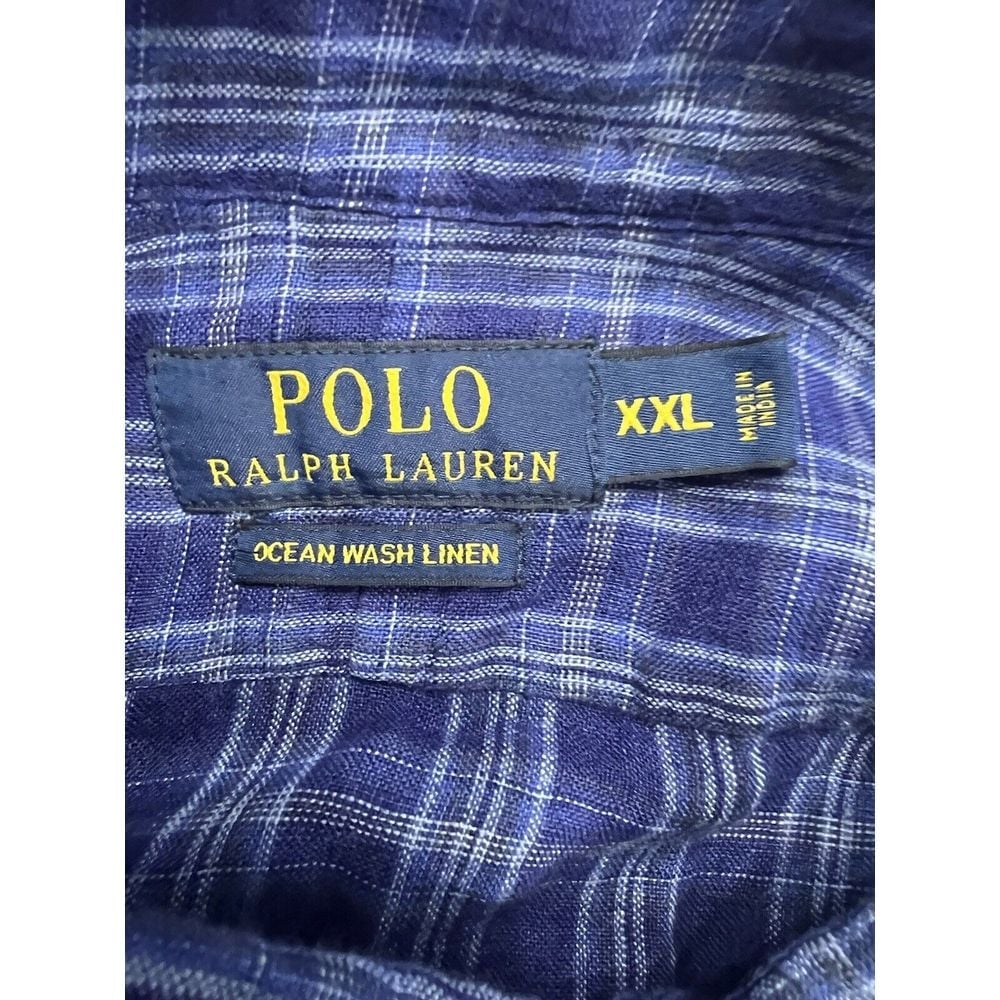 POLO
RALPH LAUREN
XXL
MADE IN
INDIA
OCEAN WASH LINEN